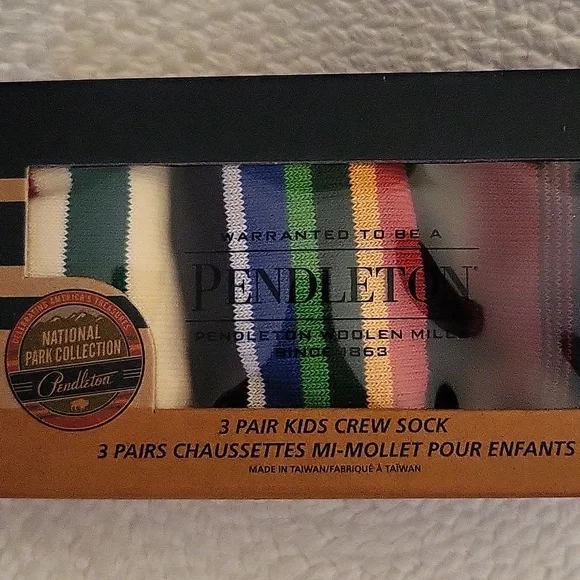 WARRANTED TO BE A
PENDLETON
PENDLETON WOOLEN MILLS
SINCE 1863
CELEBRATING AMERICA'S TREASURES
NATIONAL
PARK COLLECTION
Pendleton
3 PAIR KIDS CREW SOCK
3 PAIRS CHAUSSETTES MI-MOLLET POUR ENFANTS
MADE IN TAIWAN/FABRIQUÉ À TAÏWAN